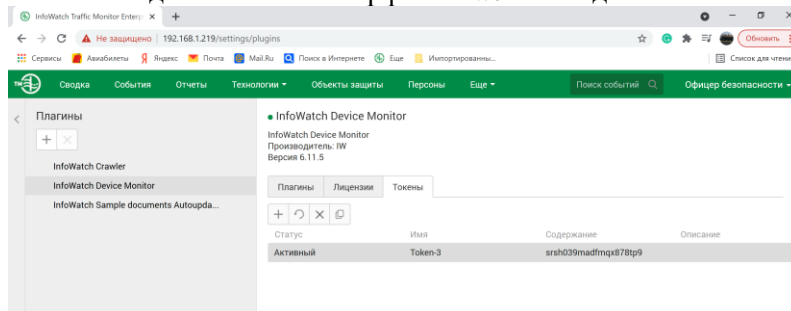 InfoWatch Traffic Monitor Enterp
Не защищено 192.168.1.219/settings/plugins
Обновить
Сервисы Авиабилеты Яндекс Почта Mail.Ru Поиск в Интернете Еще Импортированны...
Список для чтени
Сводка События Отчеты Технологии Объекты защиты Персоны Еще Поиск событий Офицер безопасности
Плагины
InfoWatch Crawler
InfoWatch Device Monitor
InfoWatch Sample documents Autoupda...
InfoWatch Device Monitor
InfoWatch Device Monitor
Производитель: IW
Версия 6.11.5
Плагины Лицензии Токены
Статус Имя Содержание Описание
Активный Token-3 srsh039madfmqx878tp9